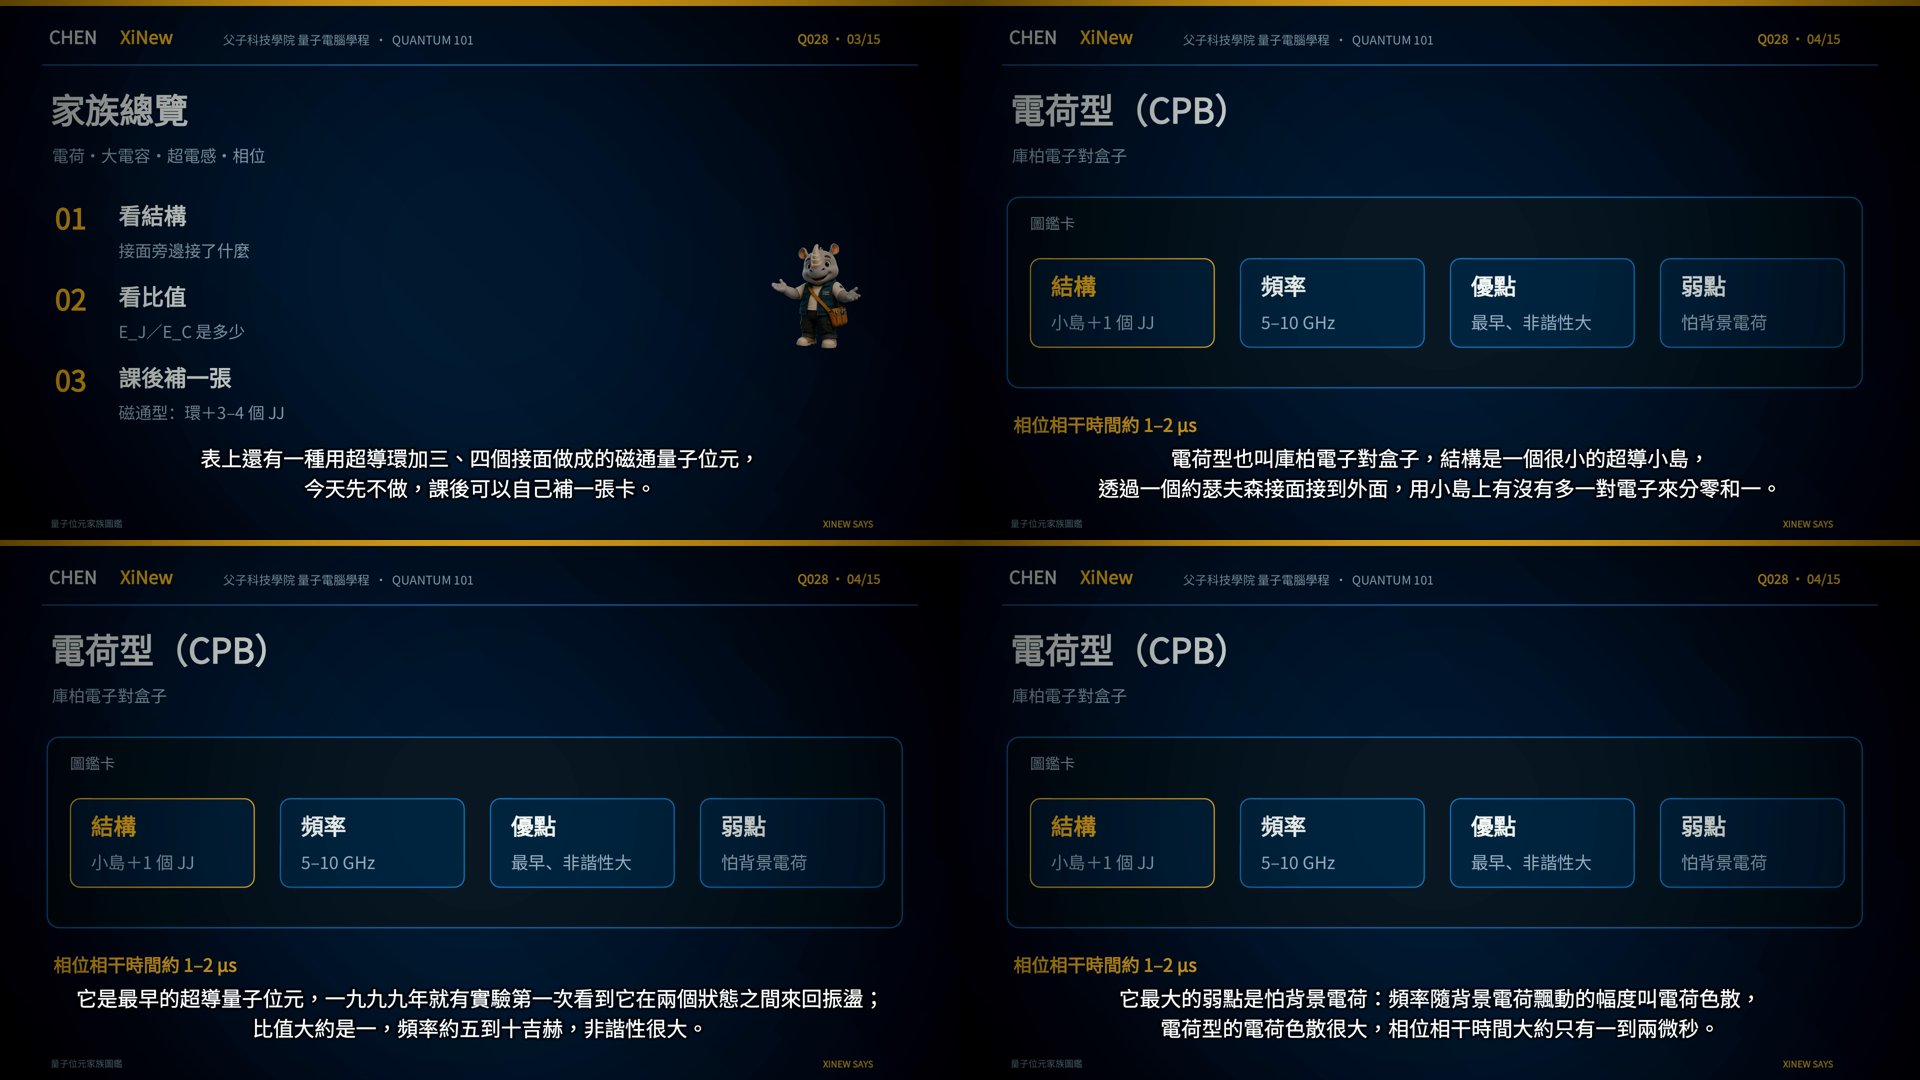 CHEN XiNew 父子科技學院 量子電腦學程 · QUANTUM 101 Q028 · 03/15
家族總覽
電荷・大電容・超電感・相位
01 看結構
接面旁邊接了什麼
02 看比值
E_J／E_C 是多少
03 課後補一張
磁通型：環＋3–4 個 JJ
表上還有一種用超導環加三、四個接面做成的磁通量子位元，
今天先不做，課後可以自己補一張卡。
量子位元家族圖鑑 XINEW SAYS
CHEN XiNew 父子科技學院 量子電腦學程 · QUANTUM 101 Q028 · 04/15
電荷型（CPB）
庫柏電子對盒子
圖鑑卡
結構 頻率 優點 弱點
小島＋1 個 JJ 5–10 GHz 最早、非諧性大 怕背景電荷
相位相干時間約 1–2 μs
電荷型也叫庫柏電子對盒子，結構是一個很小的超導小島，
透過一個約瑟夫森接面接到外面，用小島上有沒有多一對電子來分零和一。
量子位元家族圖鑑 XINEW SAYS
CHEN XiNew 父子科技學院 量子電腦學程 · QUANTUM 101 Q028 · 04/15
電荷型（CPB）
庫柏電子對盒子
圖鑑卡
結構 頻率 優點 弱點
小島＋1 個 JJ 5–10 GHz 最早、非諧性大 怕背景電荷
相位相干時間約 1–2 μs
它是最早的超導量子位元，一九九九年就有實驗第一次看到它在兩個狀態之間來回振盪；
比值大約是一，頻率約五到十吉赫，非諧性很大。
量子位元家族圖鑑 XINEW SAYS
CHEN XiNew 父子科技學院 量子電腦學程 · QUANTUM 101 Q028 · 04/15
電荷型（CPB）
庫柏電子對盒子
圖鑑卡
結構 頻率 優點 弱點
小島＋1 個 JJ 5–10 GHz 最早、非諧性大 怕背景電荷
相位相干時間約 1–2 μs
它最大的弱點是怕背景電荷：頻率隨背景電荷飄動的幅度叫電荷色散，
電荷型的電荷色散很大，相位相干時間大約只有一到兩微秒。
量子位元家族圖鑑 XINEW SAYS